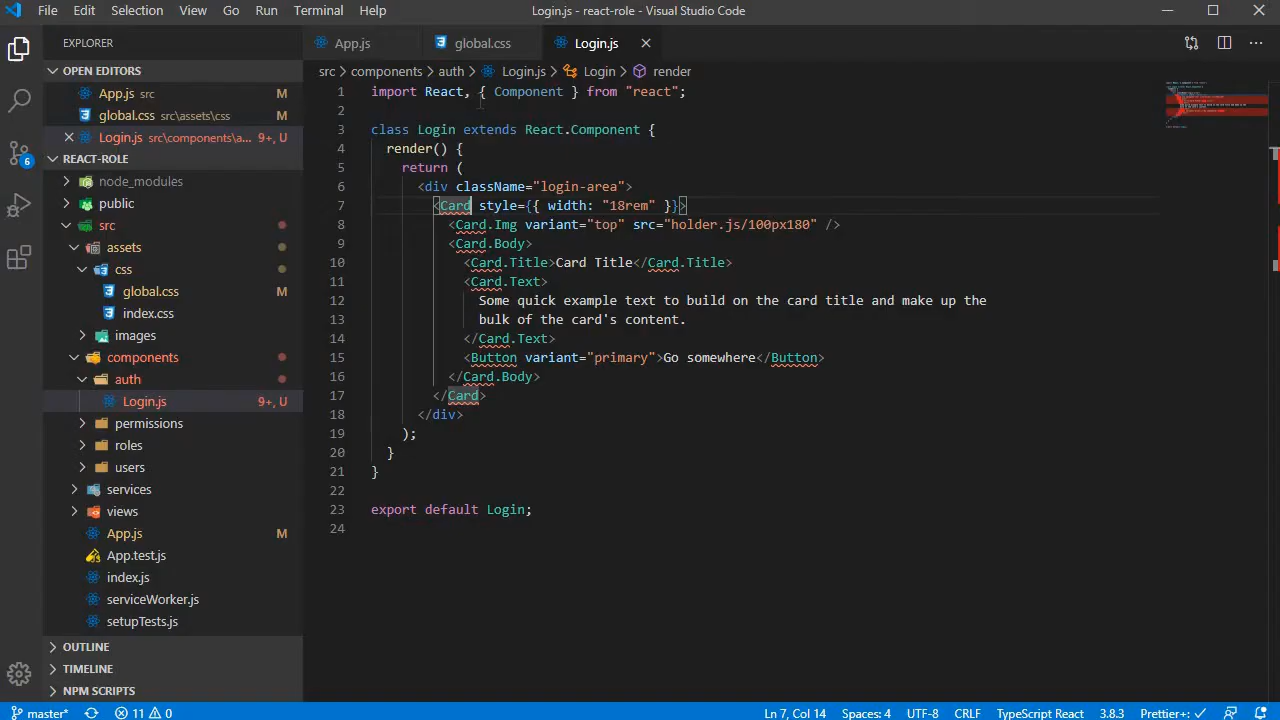 File Edit Selection View Go Run Terminal Help Login.js - react-role - Visual Studio Code
EXPLORER
OPEN EDITORS
App.js src M
global.css src\assets\css M
Login.js src\components\a... 9+, U
REACT-ROLE
node_modules
public
src
assets
css
global.css M
index.css
images
components
auth
Login.js 9+, U
permissions
roles
users
services
views
App.js M
App.test.js
index.js
serviceWorker.js
setupTests.js
OUTLINE
TIMELINE
NPM SCRIPTS
App.js global.css Login.js
src > components > auth > Login.js > Login > render
1 import React, { Component } from "react";
2
3 class Login extends React.Component {
4 render() {
5 return (
6 <div className="login-area">
7 <Card style={{ width: "18rem" }}>
8 <Card.Img variant="top" src="holder.js/100px180" />
9 <Card.Body>
10 <Card.Title>Card Title</Card.Title>
11 <Card.Text>
12 Some quick example text to build on the card title and make up the
13 bulk of the card's content.
14 </Card.Text>
15 <Button variant="primary">Go somewhere</Button>
16 </Card.Body>
17 </Card>
18 </div>
19 );
20 }
21 }
22
23 export default Login;
24
6
master* 11 0 Ln 7, Col 14 Spaces: 4 UTF-8 CRLF TypeScript React 3.8.3 Prettier+: ✓